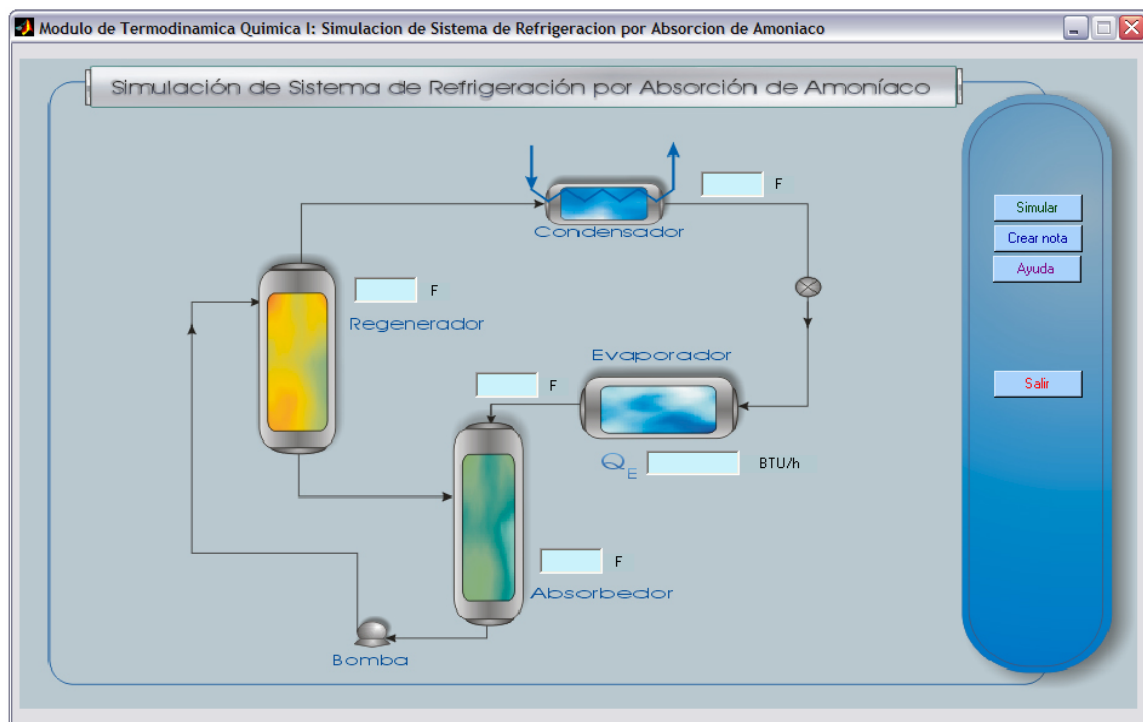 Modulo de Termodinamica Quimica I: Simulacion de Sistema de Refrigeracion por Absorcion de Amoniaco
Simulación de Sistema de Refrigeración por Absorción de Amoníaco
F
Condensador
Simular
Crear nota
Ayuda
F
Regenerador
Evaporador
F
Salir
Q E
BTU/h
F
Absorbedor
Bomba